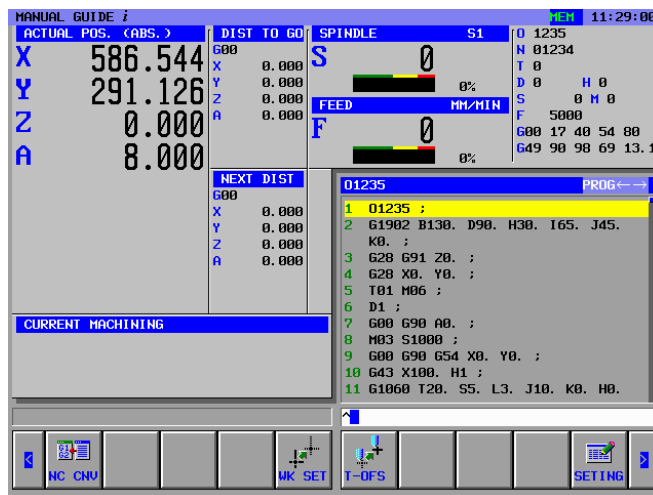 MANUAL GUIDE i MEM 11:29:00
ACTUAL POS. (ABS.)
X 586.544
Y 291.126
Z 0.000
A 8.000
DIST TO GO
G00
X 0.000
Y 0.000
Z 0.000
A 0.000
SPINDLE S1
S 0
0%
FEED MM/MIN
F 0
0%
O 1235
N 01234
T 0
D 0 H 0
S 0 M 0
F 5000
G00 17 40 54 80
G49 90 98 69 13.1
NEXT DIST
G00
X 0.000
Y 0.000
Z 0.000
A 0.000
CURRENT MACHINING
O1235 PROG←→
1 O1235 ;
2 G1902 B130. D90. H30. I65. J45.
K0. ;
3 G28 G91 Z0. ;
4 G28 X0. Y0. ;
5 T01 M06 ;
6 D1 ;
7 G00 G90 A0. ;
8 M03 S1000 ;
9 G00 G90 G54 X0. Y0. ;
10 G43 X100. H1 ;
11 G1060 T20. S5. L3. J10. K0. H0.
^
< NC CNV WK SET T-OFS SETING >